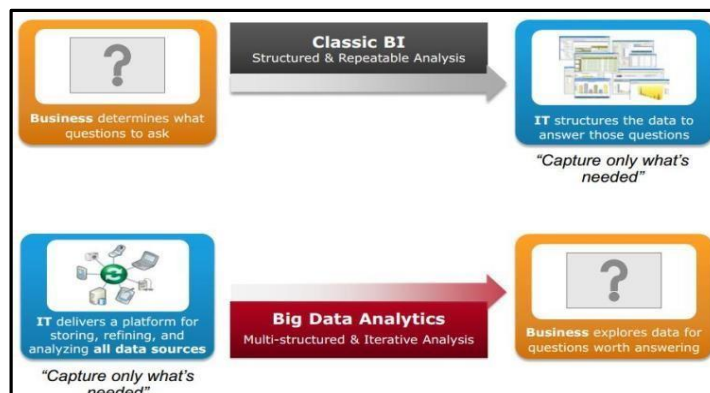 Classic BI
Structured & Repeatable Analysis
?
Business determines what
questions to ask
IT structures the data to
answer those questions
“Capture only what’s
needed”
IT delivers a platform for
storing, refining, and
analyzing all data sources
“Capture only what’s
needed”
Big Data Analytics
Multi-structured & Iterative Analysis
?
Business explores data for
questions worth answering